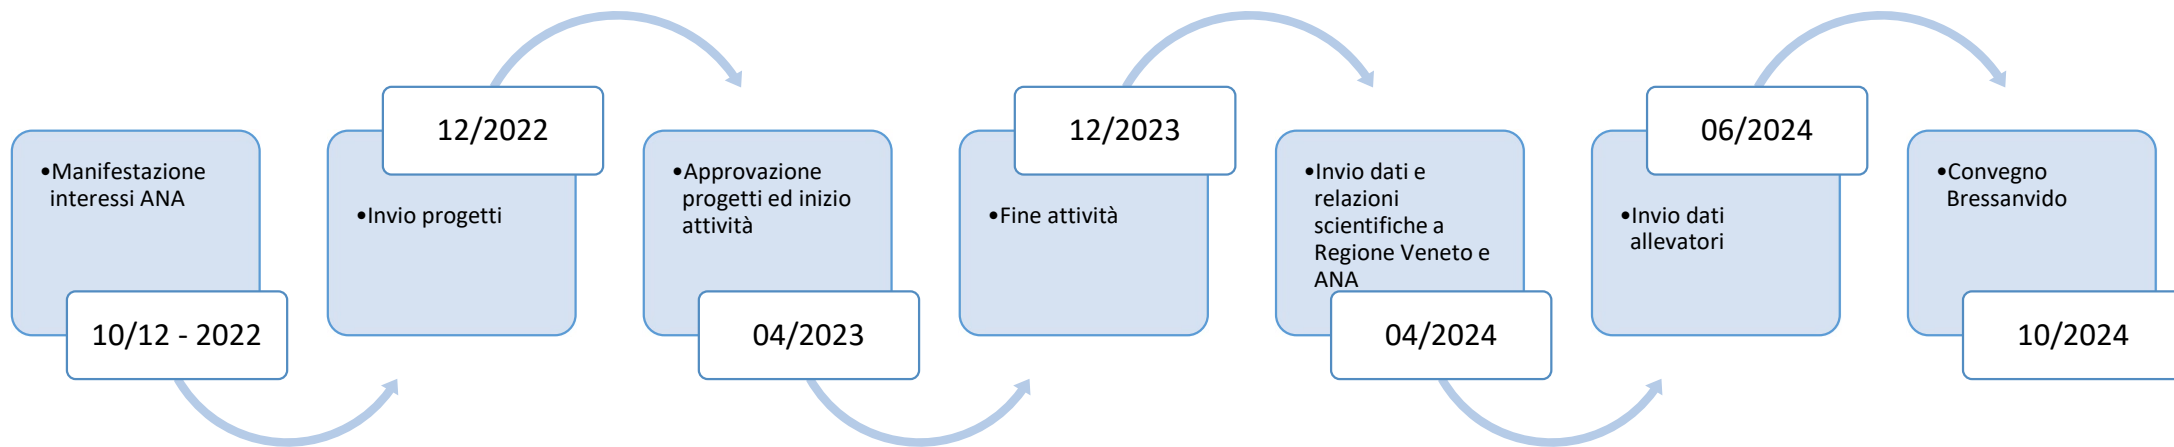 •Manifestazione
interessi ANA
10/12 - 2022
12/2022
•Invio progetti
•Approvazione
progetti ed inizio
attività
04/2023
12/2023
•Fine attività
•Invio dati e
relazioni
scientifiche a
Regione Veneto e
ANA
04/2024
06/2024
•Invio dati
allevatori
•Convegno
Bressanvido
10/2024